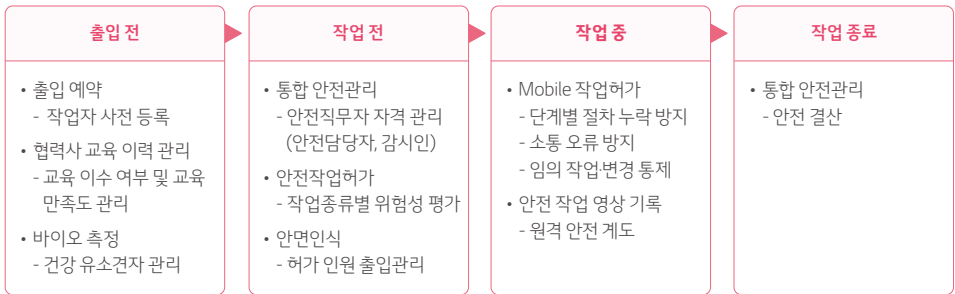 출입 전
• 출입 예약
- 작업자 사전 등록
• 협력사 교육 이력 관리
- 교육 이수 여부 및 교육
만족도 관리
• 바이오 측정
- 건강 유소견자 관리
작업 전
• 통합 안전관리
- 안전직무자 자격 관리
(안전담당자, 감시인)
• 안전작업허가
- 작업종류별 위험성 평가
• 안면인식
- 허가 인원 출입관리
작업 중
• Mobile 작업허가
- 단계별 절차 누락 방지
- 소통 오류 방지
- 임의 작업·변경 통제
• 안전 작업 영상 기록
- 원격 안전 계도
작업 종료
• 통합 안전관리
- 안전 결산